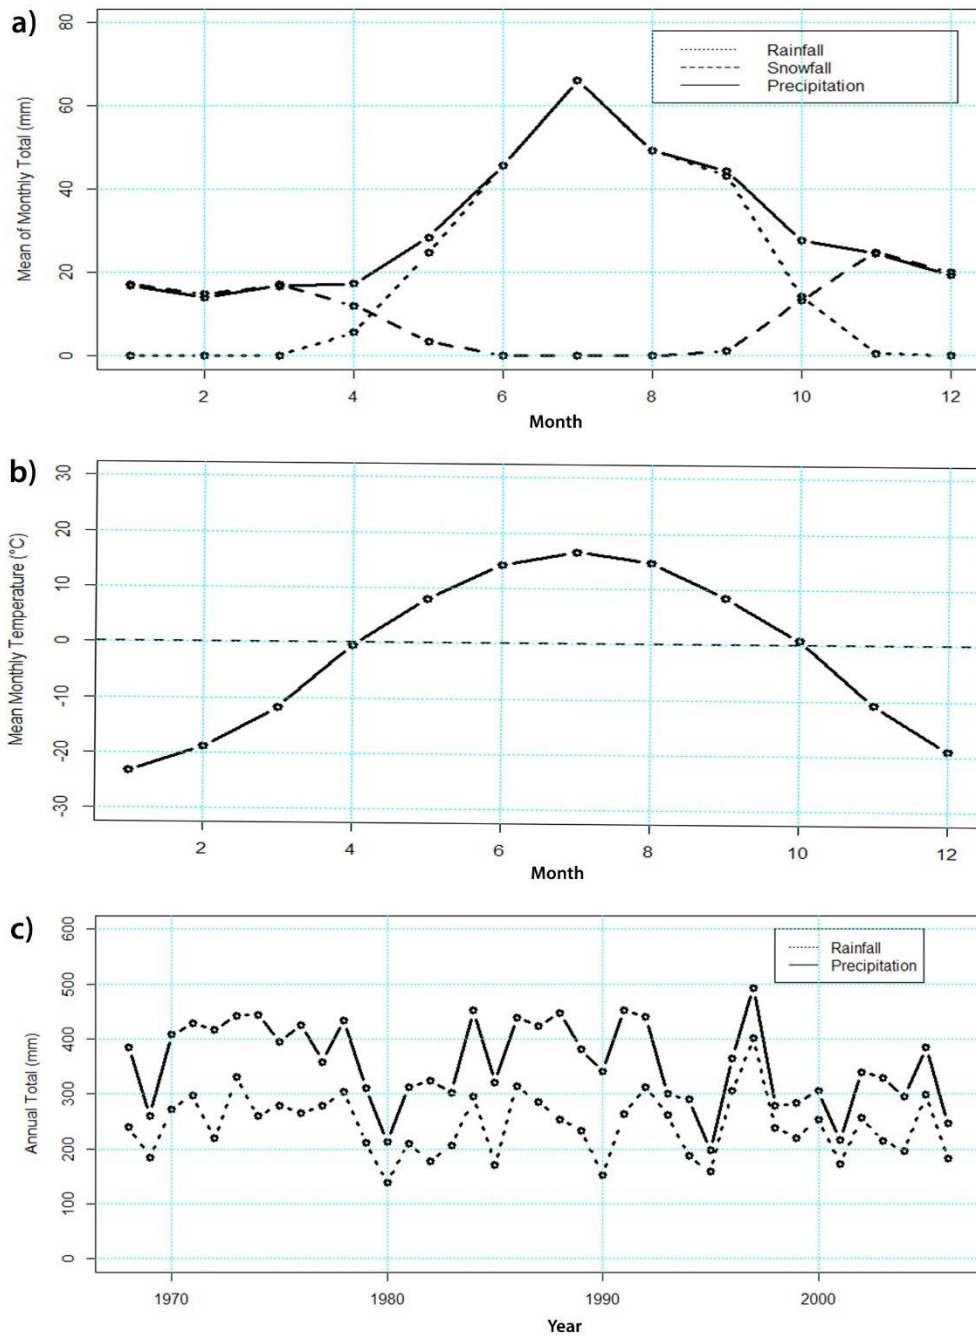 a)
Mean of Monthly Total (mm)
80
60
40
20
0
Rainfall
Snowfall
Precipitation
2 4 6 8 10 12
Month
b)
Mean Monthly Temperature (°C)
30
20
10
0
-10
-20
-30
2 4 6 8 10 12
Month
c)
Annual Total (mm)
600
500
400
300
200
100
0
Rainfall
Precipitation
1970 1980 1990 2000
Year